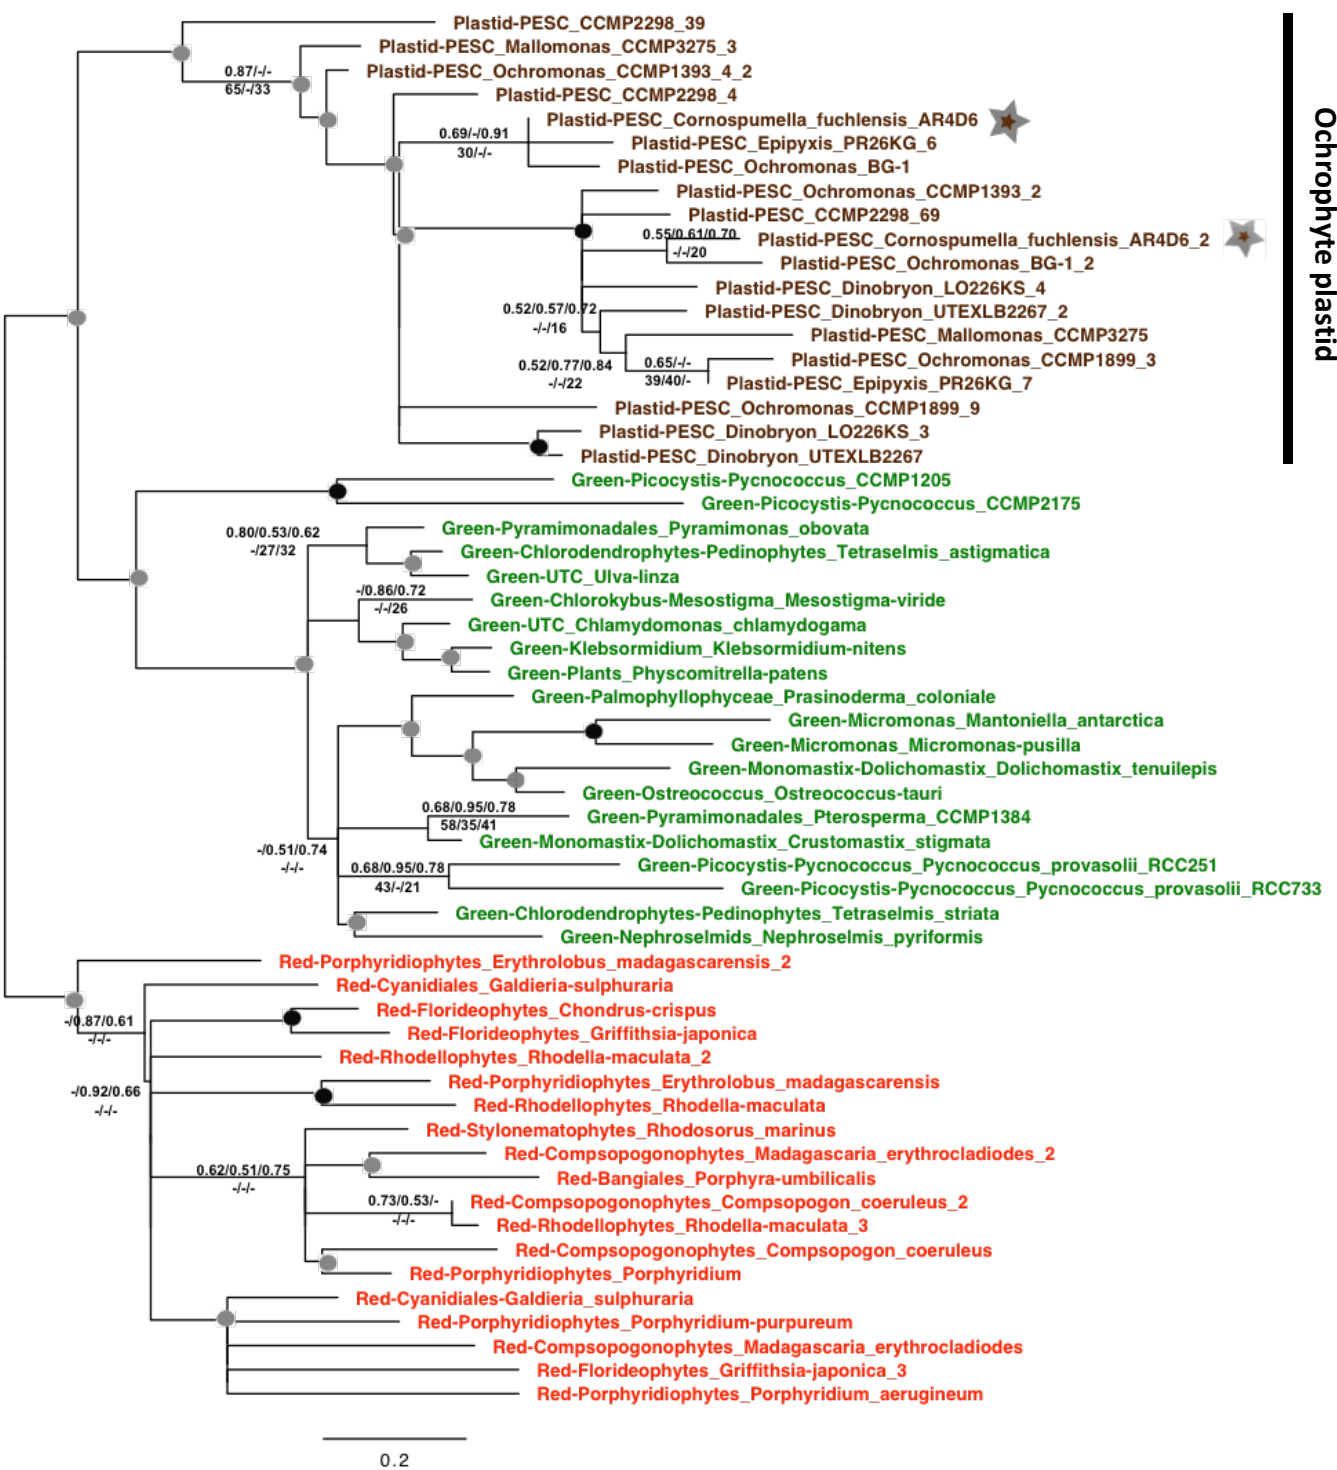 Plastid-PESC_CCMP2298_39
Plastid-PESC_Mallomonas_CCMP3275_3
0.87/-/-
Plastid-PESC_Ochromonas_CCMP1393_4_2
65/-/33
Plastid-PESC_CCMP2298_4
Plastid-PESC_Cornospumella_fuchlensis_AR4D6
0.69/-/0.91
Plastid-PESC_Epipyxis_PR26KG_6
30/-/-
Plastid-PESC_Ochromonas_BG-1
Plastid-PESC_Ochromonas_CCMP1393_2
Plastid-PESC_CCMP2298_69
0.55/0.61/0.70
Plastid-PESC_Cornospumella_fuchlensis_AR4D6_2
-/-/20
Plastid-PESC_Ochromonas_BG-1_2
Plastid-PESC_Dinobryon_LO226KS_4
0.52/0.57/0.72
Plastid-PESC_Dinobryon_UTEXLB2267_2
-/-/16
Plastid-PESC_Mallomonas_CCMP3275
0.52/0.77/0.84
0.65/-/-
Plastid-PESC_Ochromonas_CCMP1899_3
-/-/22
39/40/-
Plastid-PESC_Epipyxis_PR26KG_7
Plastid-PESC_Ochromonas_CCMP1899_9
Plastid-PESC_Dinobryon_LO226KS_3
Plastid-PESC_Dinobryon_UTEXLB2267
Ochrophyte plastid
Green-Picocystis-Pycnococcus_CCMP1205
Green-Picocystis-Pycnococcus_CCMP2175
0.80/0.53/0.62
Green-Pyramimonadales_Pyramimonas_obovata
-/27/32
Green-Chlorodendrophytes-Pedinophytes_Tetraselmis_astigmatica
Green-UTC_Ulva-linza
-/0.86/0.72
Green-Chlorokybus-Mesostigma_Mesostigma-viride
-/-/26
Green-UTC_Chlamydomonas_chlamydogama
Green-Klebsormidium_Klebsormidium-nitens
Green-Plants_Physcomitrella-patens
Green-Palmophyllophyceae_Prasinoderma_coloniale
Green-Micromonas_Mantoniella_antarctica
Green-Micromonas_Micromonas-pusilla
Green-Monomastix-Dolichomastix_Dolichomastix_tenuilepis
Green-Ostreococcus_Ostreococcus-tauri
0.68/0.95/0.78
Green-Pyramimonadales_Pterosperma_CCMP1384
58/35/41
Green-Monomastix-Dolichomastix_Crustomastix_stigmata
-/0.51/0.74
-/-/-
0.68/0.95/0.78
Green-Picocystis-Pycnococcus_Pycnococcus_provasolii_RCC251
43/-/21
Green-Picocystis-Pycnococcus_Pycnococcus_provasolii_RCC733
Green-Chlorodendrophytes-Pedinophytes_Tetraselmis_striata
Green-Nephroselmids_Nephroselmis_pyriformis
Red-Porphyridiophytes_Erythrolobus_madagascarensis_2
Red-Cyanidiales_Galdieria-sulphuraria
Red-Florideophytes_Chondrus-crispus
-/0.87/0.61
-/-/-
Red-Florideophytes_Griffithsia-japonica
Red-Rhodellophytes_Rhodella-maculata_2
Red-Porphyridiophytes_Erythrolobus_madagascarensis
-/0.92/0.66
-/-/-
Red-Rhodellophytes_Rhodella-maculata
Red-Stylonematophytes_Rhodosorus_marinus
Red-Compsopogonophytes_Madagascaria_erythrocladiodes_2
0.62/0.51/0.75
-/-/-
Red-Bangiales_Porphyra-umbilicalis
0.73/0.53/-
Red-Compsopogonophytes_Compsopogon_coeruleus_2
-/-/-
Red-Rhodellophytes_Rhodella-maculata_3
Red-Compsopogonophytes_Compsopogon_coeruleus
Red-Porphyridiophytes_Porphyridium
Red-Cyanidiales-Galdieria_sulphuraria
Red-Porphyridiophytes_Porphyridium-purpureum
Red-Compsopogonophytes_Madagascaria_erythrocladiodes
Red-Florideophytes_Griffithsia-japonica_3
Red-Porphyridiophytes_Porphyridium_aerugineum
0.2